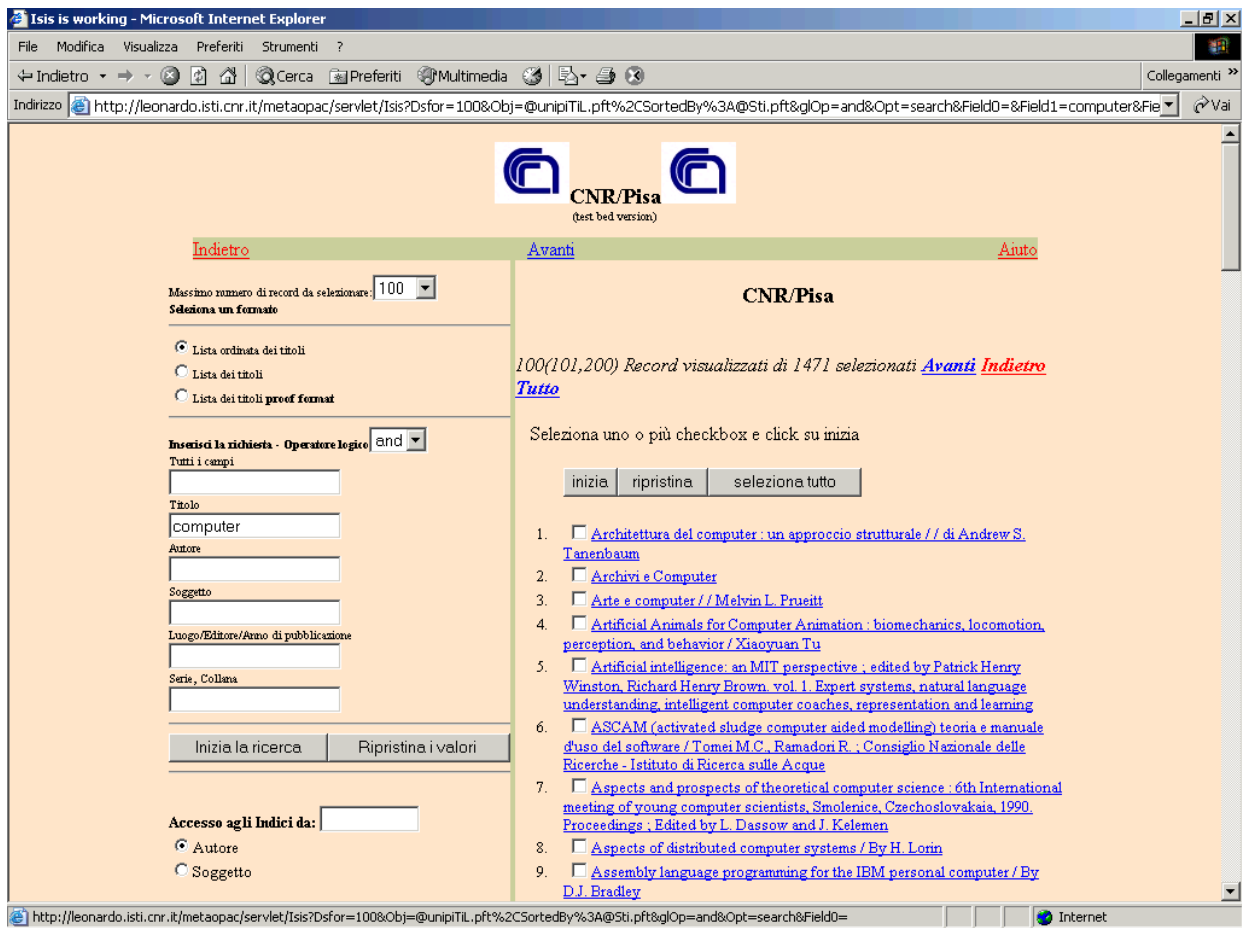 Isis is working - Microsoft Internet Explorer
File Modifica Visualizza Preferiti Strumenti ?
Indietro Cerca Preferiti Multimedia Collegamenti »
Indirizzo http://leonardo.isti.cnr.it/metaopac/servlet/Isis?Dsfor=100&Obj=@unipiTiL.pft%2CSortedBy%3A@Sti.pft&glOp=and&Opt=search&Field0=&Field1=computer&Fie Vai
CNR/Pisa
(test bed version)
Indietro Avanti Aiuto
Massimo numero di record da selezionare: 100
Seleziona un formato
Lista ordinata dei titoli
Lista dei titoli
Lista dei titoli proof format
Inserisci la richiesta - Operatore logico and
Tutti i campi
Titolo
computer
Autore
Soggetto
Luogo/Editore/Anno di pubblicazione
Serie, Collana
Inizia la ricerca Ripristina i valori
Accesso agli Indici da:
Autore
Soggetto
CNR/Pisa
100(101,200) Record visualizzati di 1471 selezionati Avanti Indietro
Tutto
Seleziona uno o più checkbox e click su inizia
inizia ripristina seleziona tutto
1. Architettura del computer : un approccio strutturale / / di Andrew S.
Tanenbaum
2. Archivi e Computer
3. Arte e computer / / Melvin L. Prueitt
4. Artificial Animals for Computer Animation : biomechanics, locomotion,
perception, and behavior / Xiaoyuan Tu
5. Artificial intelligence: an MIT perspective ; edited by Patrick Henry
Winston, Richard Henry Brown. vol. 1. Expert systems, natural language
understanding, intelligent computer coaches, representation and learning
6. ASCAM (activated sludge computer aided modelling) teoria e manuale
d'uso del software / Tomei M.C., Ramadori R. ; Consiglio Nazionale delle
Ricerche - Istituto di Ricerca sulle Acque
7. Aspects and prospects of theoretical computer science : 6th International
meeting of young computer scientists, Smolenice, Czechoslovakaia, 1990.
Proceedings ; Edited by L. Dassow and J. Kelemen
8. Aspects of distributed computer systems / By H. Lorin
9. Assembly language programming for the IBM personal computer / By
D.J. Bradley
http://leonardo.isti.cnr.it/metaopac/servlet/Isis?Dsfor=100&Obj=@unipiTiL.pft%2CSortedBy%3A@Sti.pft&glOp=and&Opt=search&Field0= Internet